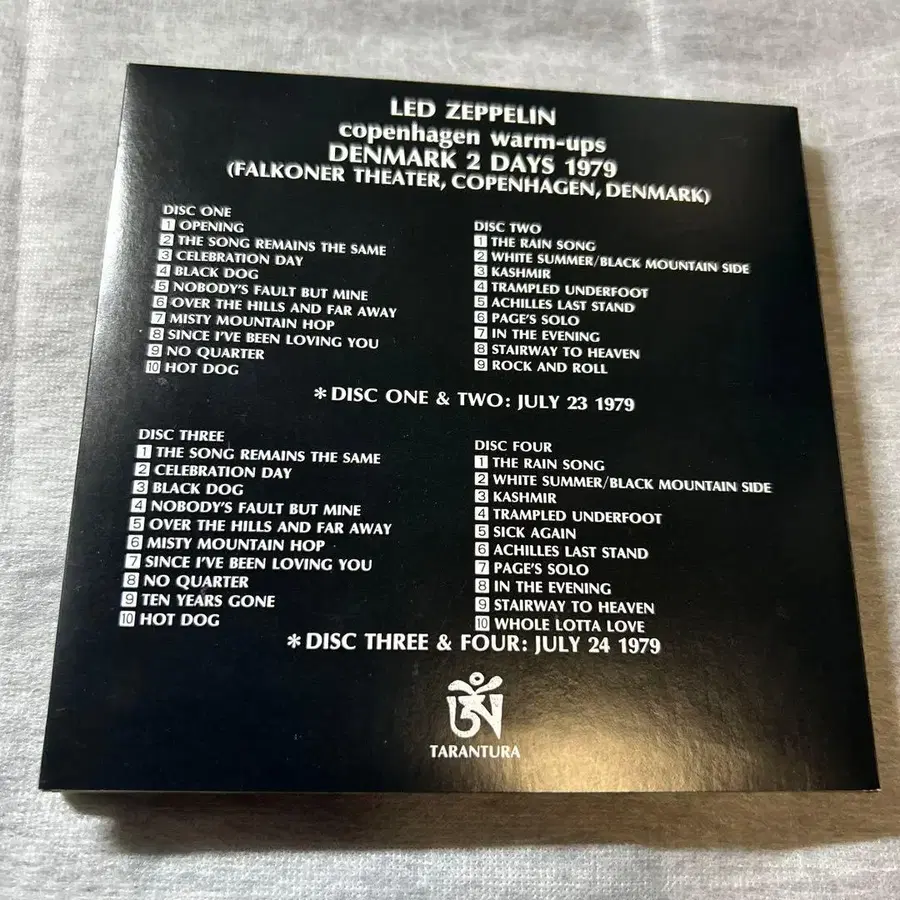 LED ZEPPELIN
copenhagen warm-ups
DENMARK 2 DAYS 1979
(FALKONER THEATER, COPENHAGEN, DENMARK)
DISC ONE
1 OPENING
2 THE SONG REMAINS THE SAME
3 CELEBRATION DAY
4 BLACK DOG
5 NOBODY'S FAULT BUT MINE
6 OVER THE HILLS AND FAR AWAY
7 MISTY MOUNTAIN HOP
8 SINCE I'VE BEEN LOVING YOU
9 NO QUARTER
10 HOT DOG
DISC TWO
1 THE RAIN SONG
2 WHITE SUMMER/BLACK MOUNTAIN SIDE
3 KASHMIR
4 TRAMPLED UNDERFOOT
5 ACHILLES LAST STAND
6 PAGE'S SOLO
7 IN THE EVENING
8 STAIRWAY TO HEAVEN
9 ROCK AND ROLL
*DISC ONE & TWO: JULY 23 1979
DISC THREE
1 THE SONG REMAINS THE SAME
2 CELEBRATION DAY
3 BLACK DOG
4 NOBODY'S FAULT BUT MINE
5 OVER THE HILLS AND FAR AWAY
6 MISTY MOUNTAIN HOP
7 SINCE I'VE BEEN LOVING YOU
8 NO QUARTER
9 TEN YEARS GONE
10 HOT DOG
DISC FOUR
1 THE RAIN SONG
2 WHITE SUMMER/BLACK MOUNTAIN SIDE
3 KASHMIR
4 TRAMPLED UNDERFOOT
5 SICK AGAIN
6 ACHILLES LAST STAND
7 PAGE'S SOLO
8 IN THE EVENING
9 STAIRWAY TO HEAVEN
10 WHOLE LOTTA LOVE
*DISC THREE & FOUR: JULY 24 1979
TARANTURA